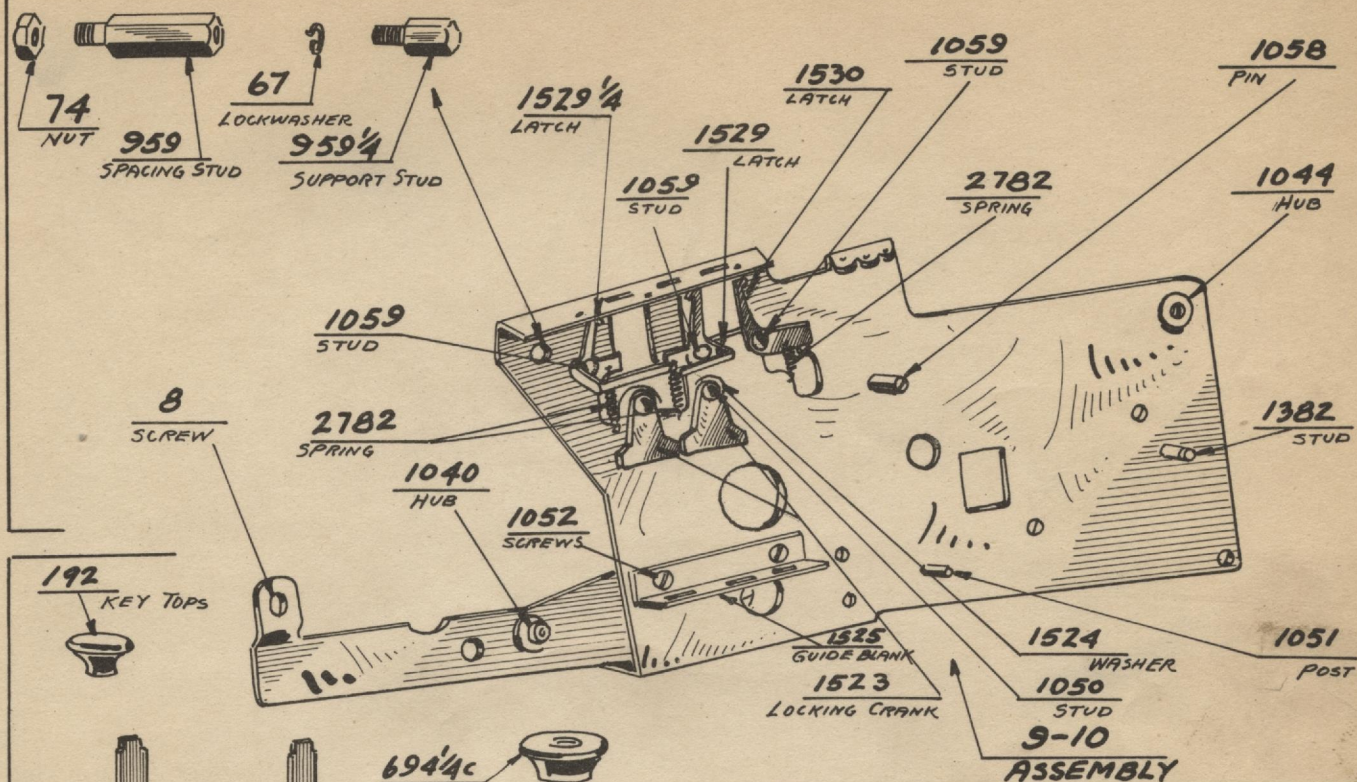 74
NUT
959
SPACING STUD
67
LOCKWASHER
959¼
SUPPORT STUD
1529¼
LATCH
1059
STUD
1529
LATCH
1530
LATCH
1059
STUD
1058
PIN
2782
SPRING
1044
HUB
1059
STUD
8
SCREW
2782
SPRING
1040
HUB
1052
SCREWS
1382
STUD
192
KEY TOPS
1525
GUIDE BLANK
1523
LOCKING CRANK
1524
WASHER
1050
STUD
1051
POST
9-10
ASSEMBLY
694¼c